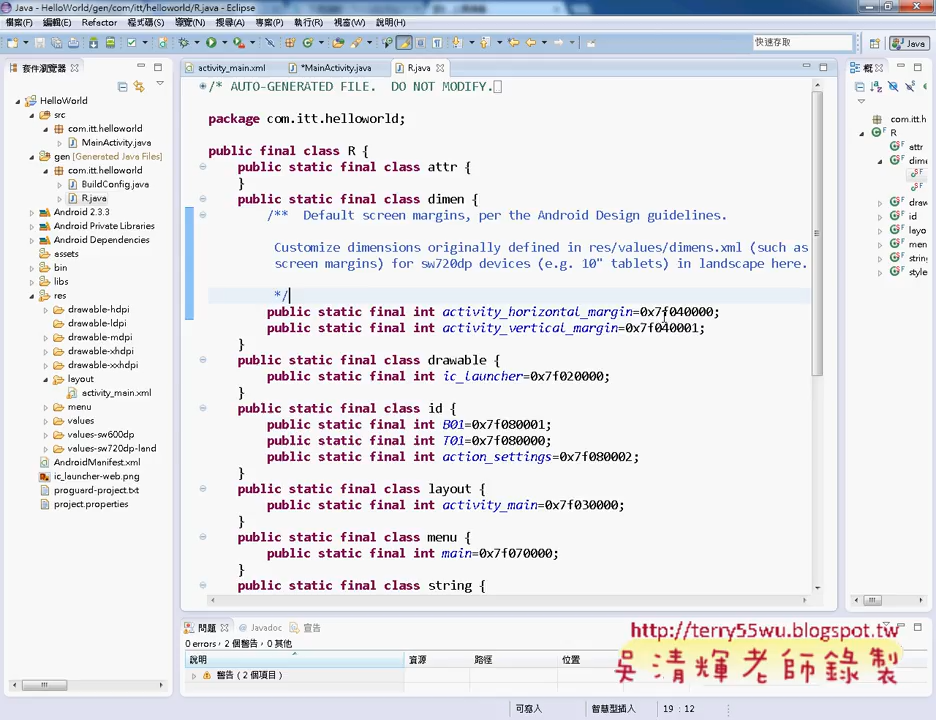 Java - HelloWorld/gen/com/itt/helloworld/R.java - Eclipse
檔案(F) 編輯(E) Refactor 程式碼(S) 導覽(N) 搜尋(A) 專案(P) 執行(R) 視窗(W) 說明(H)
快速存取
Java
套件瀏覽器
HelloWorld
src
com.itt.helloworld
MainActivity.java
gen [Generated Java Files]
com.itt.helloworld
BuildConfig.java
R.java
Android 2.3.3
Android Private Libraries
Android Dependencies
assets
bin
libs
res
drawable-hdpi
drawable-ldpi
drawable-mdpi
drawable-xhdpi
drawable-xxhdpi
layout
activity_main.xml
menu
values
values-sw600dp
values-sw720dp-land
AndroidManifest.xml
ic_launcher-web.png
proguard-project.txt
project.properties
activity_main.xml *MainActivity.java R.java
/* AUTO-GENERATED FILE.  DO NOT MODIFY.
package com.itt.helloworld;
public final class R {
public static final class attr {
}
public static final class dimen {
/**  Default screen margins, per the Android Design guidelines.
Customize dimensions originally defined in res/values/dimens.xml (such as
screen margins) for sw720dp devices (e.g. 10" tablets) in landscape here.
*/
public static final int activity_horizontal_margin=0x7f040000;
public static final int activity_vertical_margin=0x7f040001;
}
public static final class drawable {
public static final int ic_launcher=0x7f020000;
}
public static final class id {
public static final int B01=0x7f080001;
public static final int T01=0x7f080000;
public static final int action_settings=0x7f080002;
}
public static final class layout {
public static final int activity_main=0x7f030000;
}
public static final class menu {
public static final int main=0x7f070000;
}
public static final class string {
概
com.itt.h
R
attr
dime
draw
id
layo
men
string
style
問題 Javadoc 宣告
0 errors, 2 個警告, 0 其他
說明 資源 路徑 位置
警告 (2 個項目)
http://terry55wu.blogspot.tw
吳清輝老師錄製
可寫入 智慧型插入 19 : 12